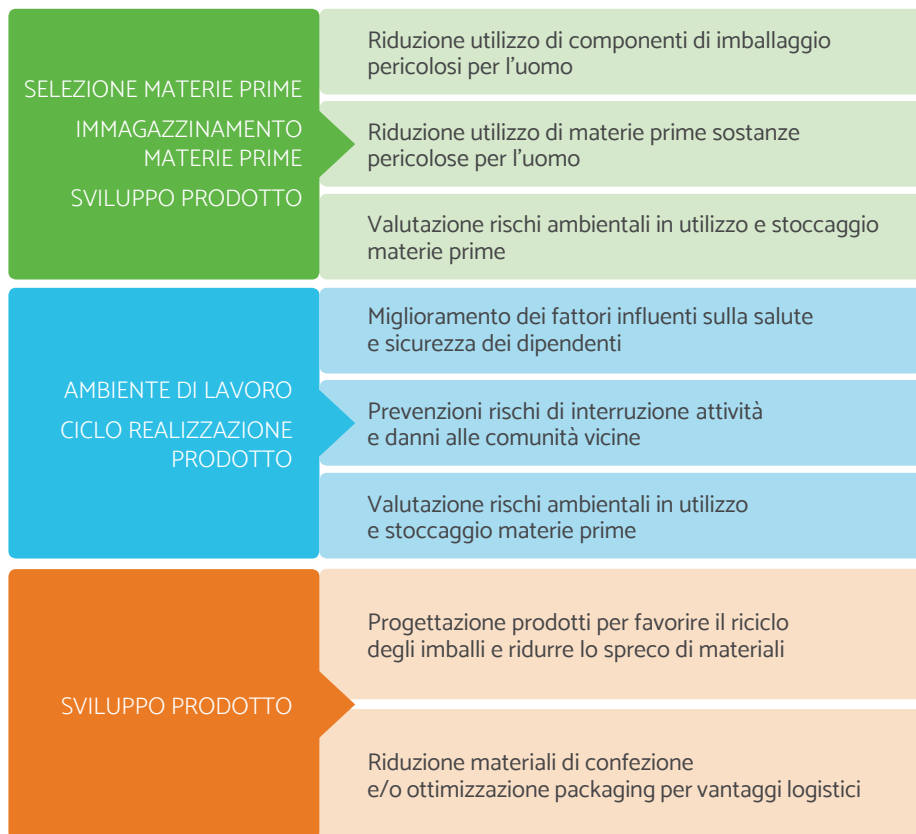 SELEZIONE MATERIE PRIME
IMMAGAZZINAMENTO
MATERIE PRIME
SVILUPPO PRODOTTO
Riduzione utilizzo di componenti di imballaggio
pericolosi per l'uomo
Riduzione utilizzo di materie prime sostanze
pericolose per l'uomo
Valutazione rischi ambientali in utilizzo e stoccaggio
materie prime
AMBIENTE DI LAVORO
CICLO REALIZZAZIONE
PRODOTTO
Miglioramento dei fattori influenti sulla salute
e sicurezza dei dipendenti
Prevenzioni rischi di interruzione attività
e danni alle comunità vicine
Valutazione rischi ambientali in utilizzo
e stoccaggio materie prime
SVILUPPO PRODOTTO
Progettazione prodotti per favorire il riciclo
degli imballi e ridurre lo spreco di materiali
Riduzione materiali di confezione
e/o ottimizzazione packaging per vantaggi logistici